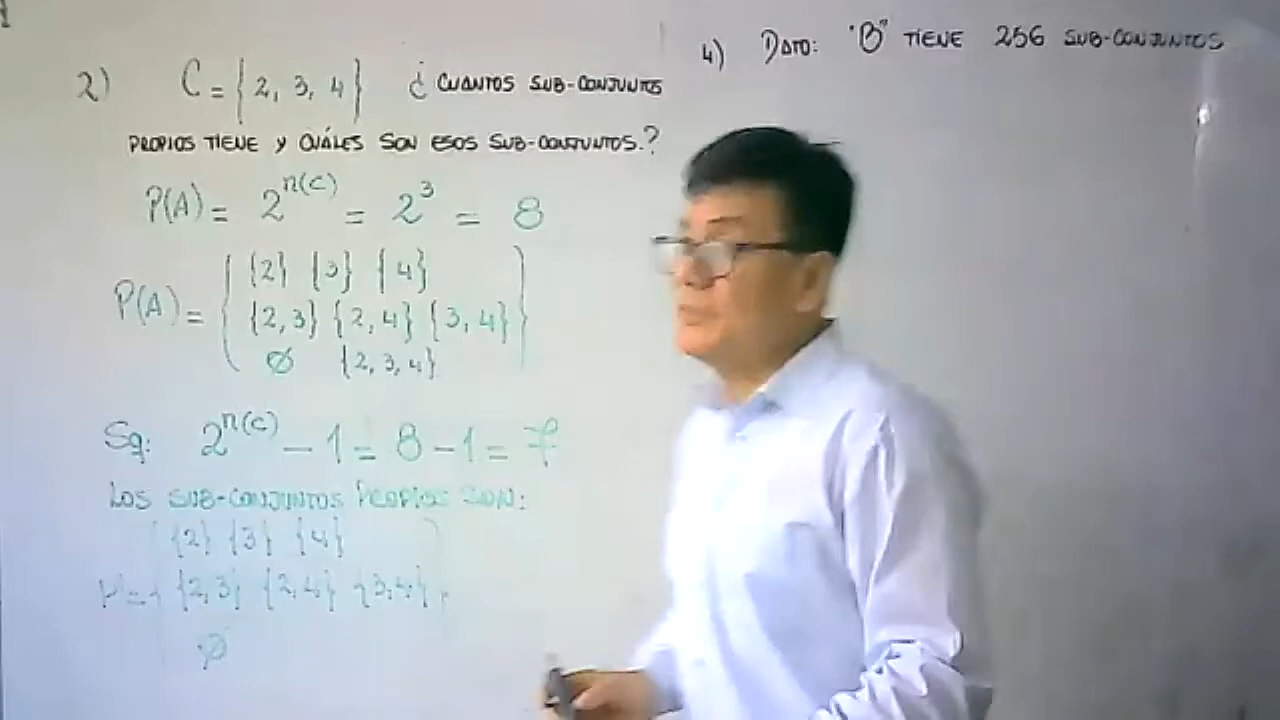 2) C = {2, 3, 4} ¿ CUANTOS SUB-CONJUNTOS
PROPIOS TIENE Y CUÁLES SON ESOS SUB-CONJUNTOS.?
P(A) = 2^n(C) = 2^3 = 8
P(A) = { {2} {3} {4}
{2,3} {2,4} {3,4}
∅ {2,3,4} }
2^n(C) - 1 = 8 - 1 = 7
LOS SUB-CONJUNTOS PROPIOS SON:
{2} {3} {4}
{2,3} {2,4} {3,4}
∅
4) DATO: "B" TIENE 256 SUB-CONJUNTOS